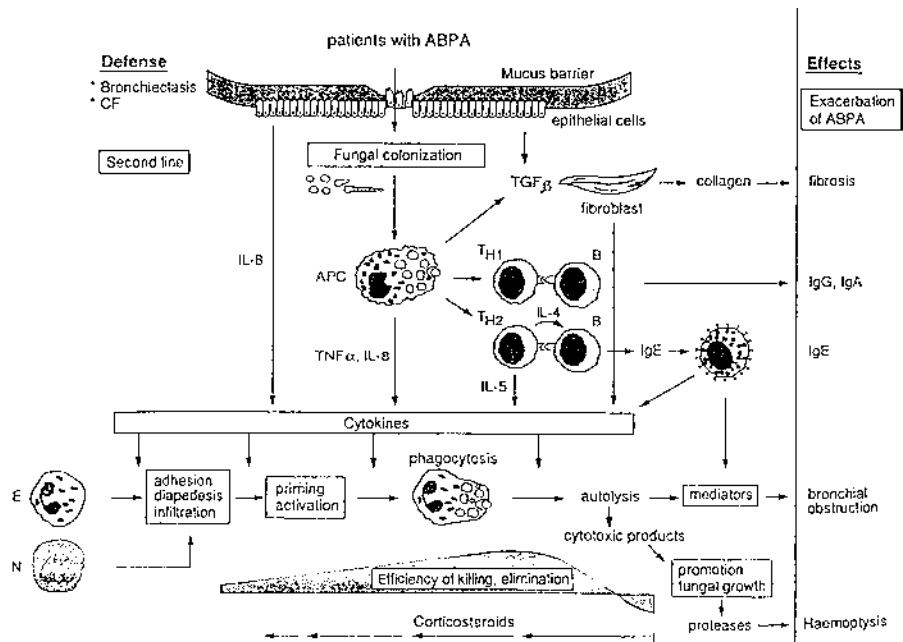 patients with ABPA
Defense
* Bronchiectasis
* CF
Mucus barrier
epithelial cells
Effects
Exacerbation
of ABPA
Second line
Fungal colonization
TGFβ
fibroblast
collagen
fibrosis
IL-8
APC
TH1
B
IgG, IgA
TH2
IL-4
B
TNFα, IL-8
IgE
IgE
IL-5
Cytokines
phagocytosis
E
adhesion
diapedesis
infiltration
priming
activation
autolysis
mediators
bronchial
obstruction
cytotoxic products
N
Efficiency of killing, elimination
promotion
fungal growth
Corticosteroids
proteases
Haemoptysis